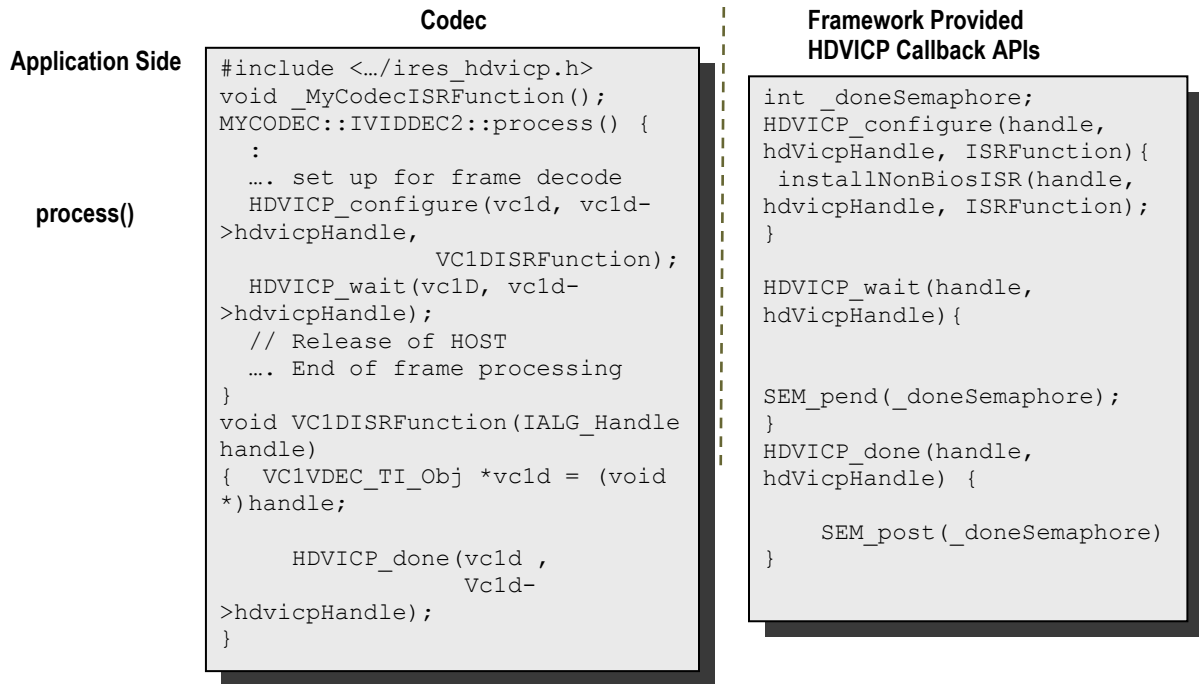 Codec
Framework Provided
HDVICP Callback APIs
Application Side
process()
#include <…/ires_hdvicp.h>
void _MyCodecISRFunction();
MYCODEC::IVIDDEC2::process() {
:
…. set up for frame decode
HDVICP_configure(vc1d, vc1d-
>hdvicpHandle,
VC1DISRFunction);
HDVICP_wait(vc1D, vc1d-
>hdvicpHandle);
// Release of HOST
…. End of frame processing
}
void VC1DISRFunction(IALG_Handle
handle)
{ VC1VDEC_TI_Obj *vc1d = (void
*)handle;
HDVICP_done(vc1d ,
Vc1d-
>hdvicpHandle);
}
int _doneSemaphore;
HDVICP_configure(handle,
hdVicpHandle, ISRFunction){
installNonBiosISR(handle,
hdvicpHandle, ISRFunction);
}
HDVICP_wait(handle,
hdVicpHandle){
SEM_pend(_doneSemaphore);
}
HDVICP_done(handle,
hdVicpHandle) {
SEM_post(_doneSemaphore)
}